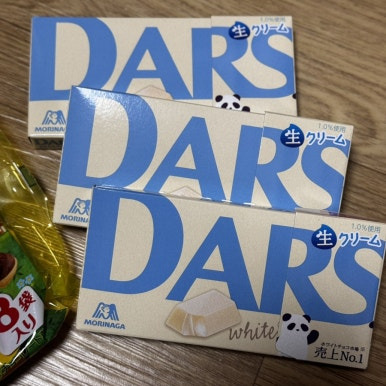 DARS
1.0%使用
生クリーム
MORINAGA
DARS
1.0%使用
生クリーム
MORINAGA
DARS
1.0%使用
生クリーム
MORINAGA
white
売上No.1
8袋
入り